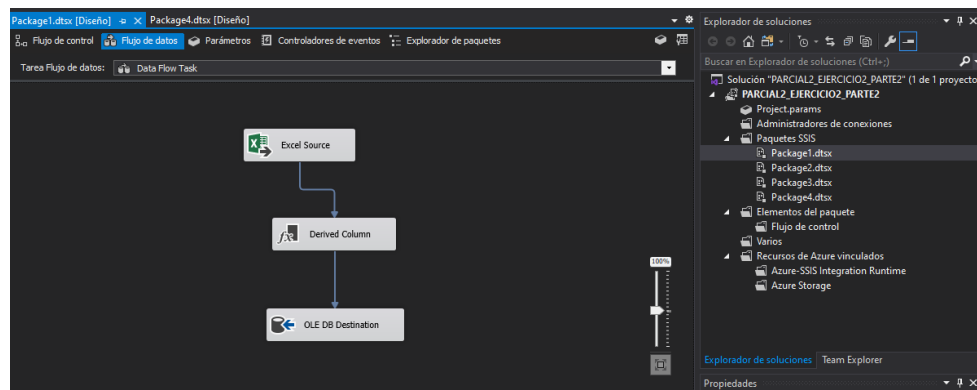 Package1.dtsx [Diseño]
Package4.dtsx [Diseño]
Flujo de control
Flujo de datos
Parámetros
Controladores de eventos
Explorador de paquetes
Tarea Flujo de datos:
Data Flow Task
Excel Source
Derived Column
OLE DB Destination
100%
Explorador de soluciones
Buscar en Explorador de soluciones (Ctrl+;)
Solución "PARCIAL2_EJERCICIO2_PARTE2" (1 de 1 proyecto
PARCIAL2_EJERCICIO2_PARTE2
Project.params
Administradores de conexiones
Paquetes SSIS
Package1.dtsx
Package2.dtsx
Package3.dtsx
Package4.dtsx
Elementos del paquete
Flujo de control
Varios
Recursos de Azure vinculados
Azure-SSIS Integration Runtime
Azure Storage
Explorador de soluciones
Team Explorer
Propiedades